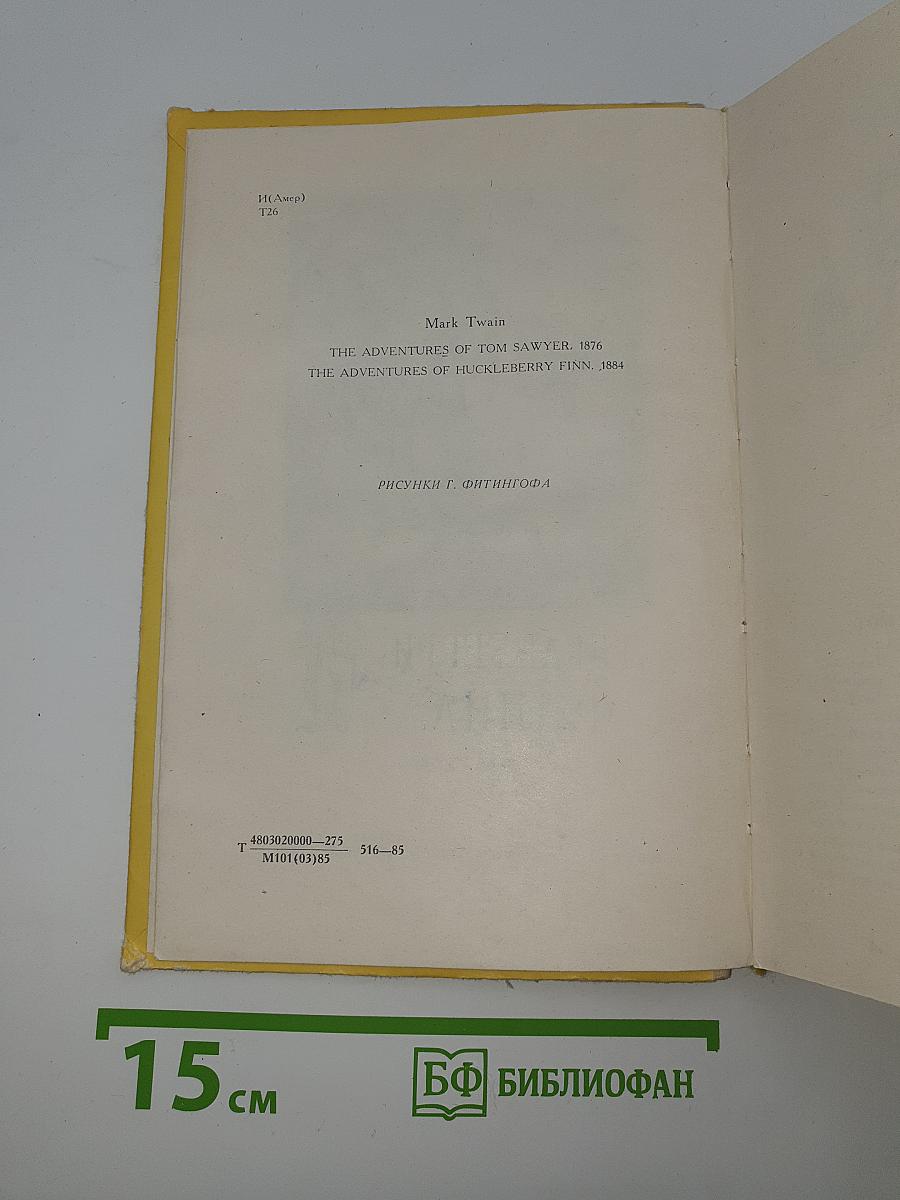 И(Амер)
Т26
Mark Twain
THE ADVENTURES OF TOM SAWYER. 1876
THE ADVENTURES OF HUCKLEBERRY FINN. 1884
РИСУНКИ Г. ФИТИНГОФА
Т 4803020000—275 516—85
М101(03)85
15 см
БФ БИБЛИОФАН